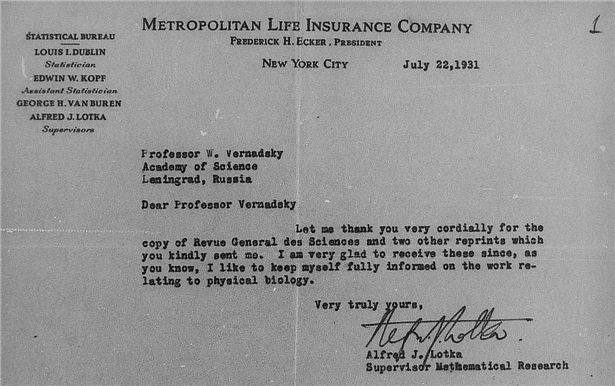 1
METROPOLITAN LIFE INSURANCE COMPANY
FREDERICK H. ECKER, PRESIDENT
NEW YORK CITY
July 22,1931
STATISTICAL BUREAU
LOUIS I. DUBLIN
Statistician
EDWIN W. KOPF
Assistant Statistician
GEORGE H. VAN BUREN
ALFRED J. LOTKA
Supervisors
Professor W. Vernadsky
Academy of Science
Leningrad, Russia
Dear Professor Vernadsky
Let me thank you very cordially for the
copy of Revue General des Sciences and two other reprints which
you kindly sent me. I am very glad to receive these since, as
you know, I like to keep myself fully informed on the work re-
lating to physical biology.
Very truly yours,
Alfred J. Lotka
Alfred J. Lotka
Supervisor Mathematical Research